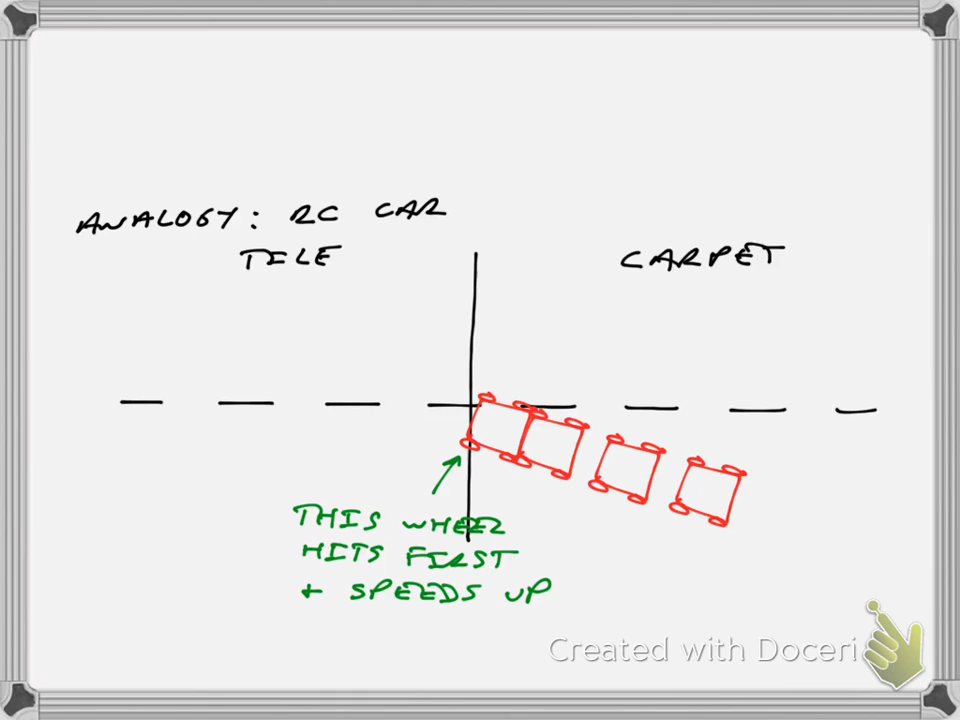 ANALOGY: RC CAR
TILE
CARPET
THIS WHEEL
HITS FIRST
+ SPEEDS UP
Created with Doceri